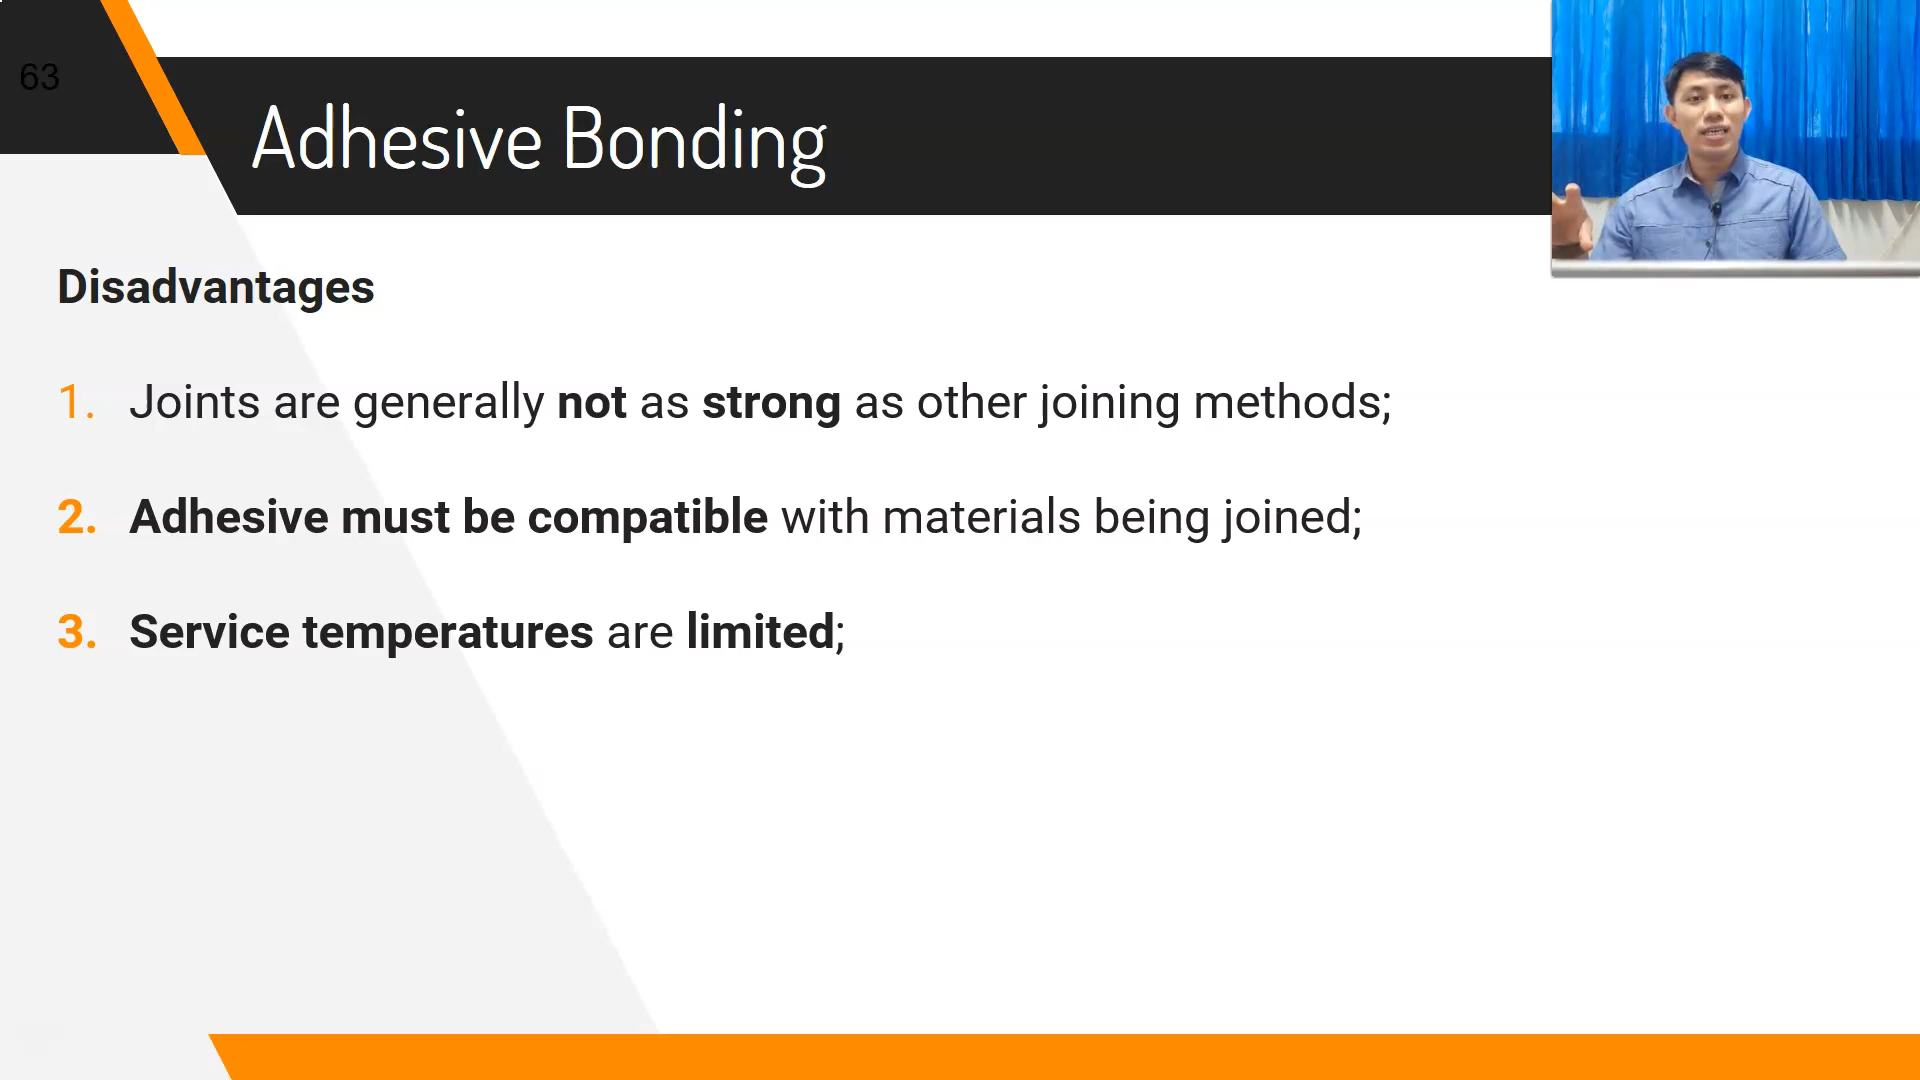 63
Adhesive Bonding
Disadvantages
1. Joints are generally not as strong as other joining methods;
2. Adhesive must be compatible with materials being joined;
3. Service temperatures are limited;